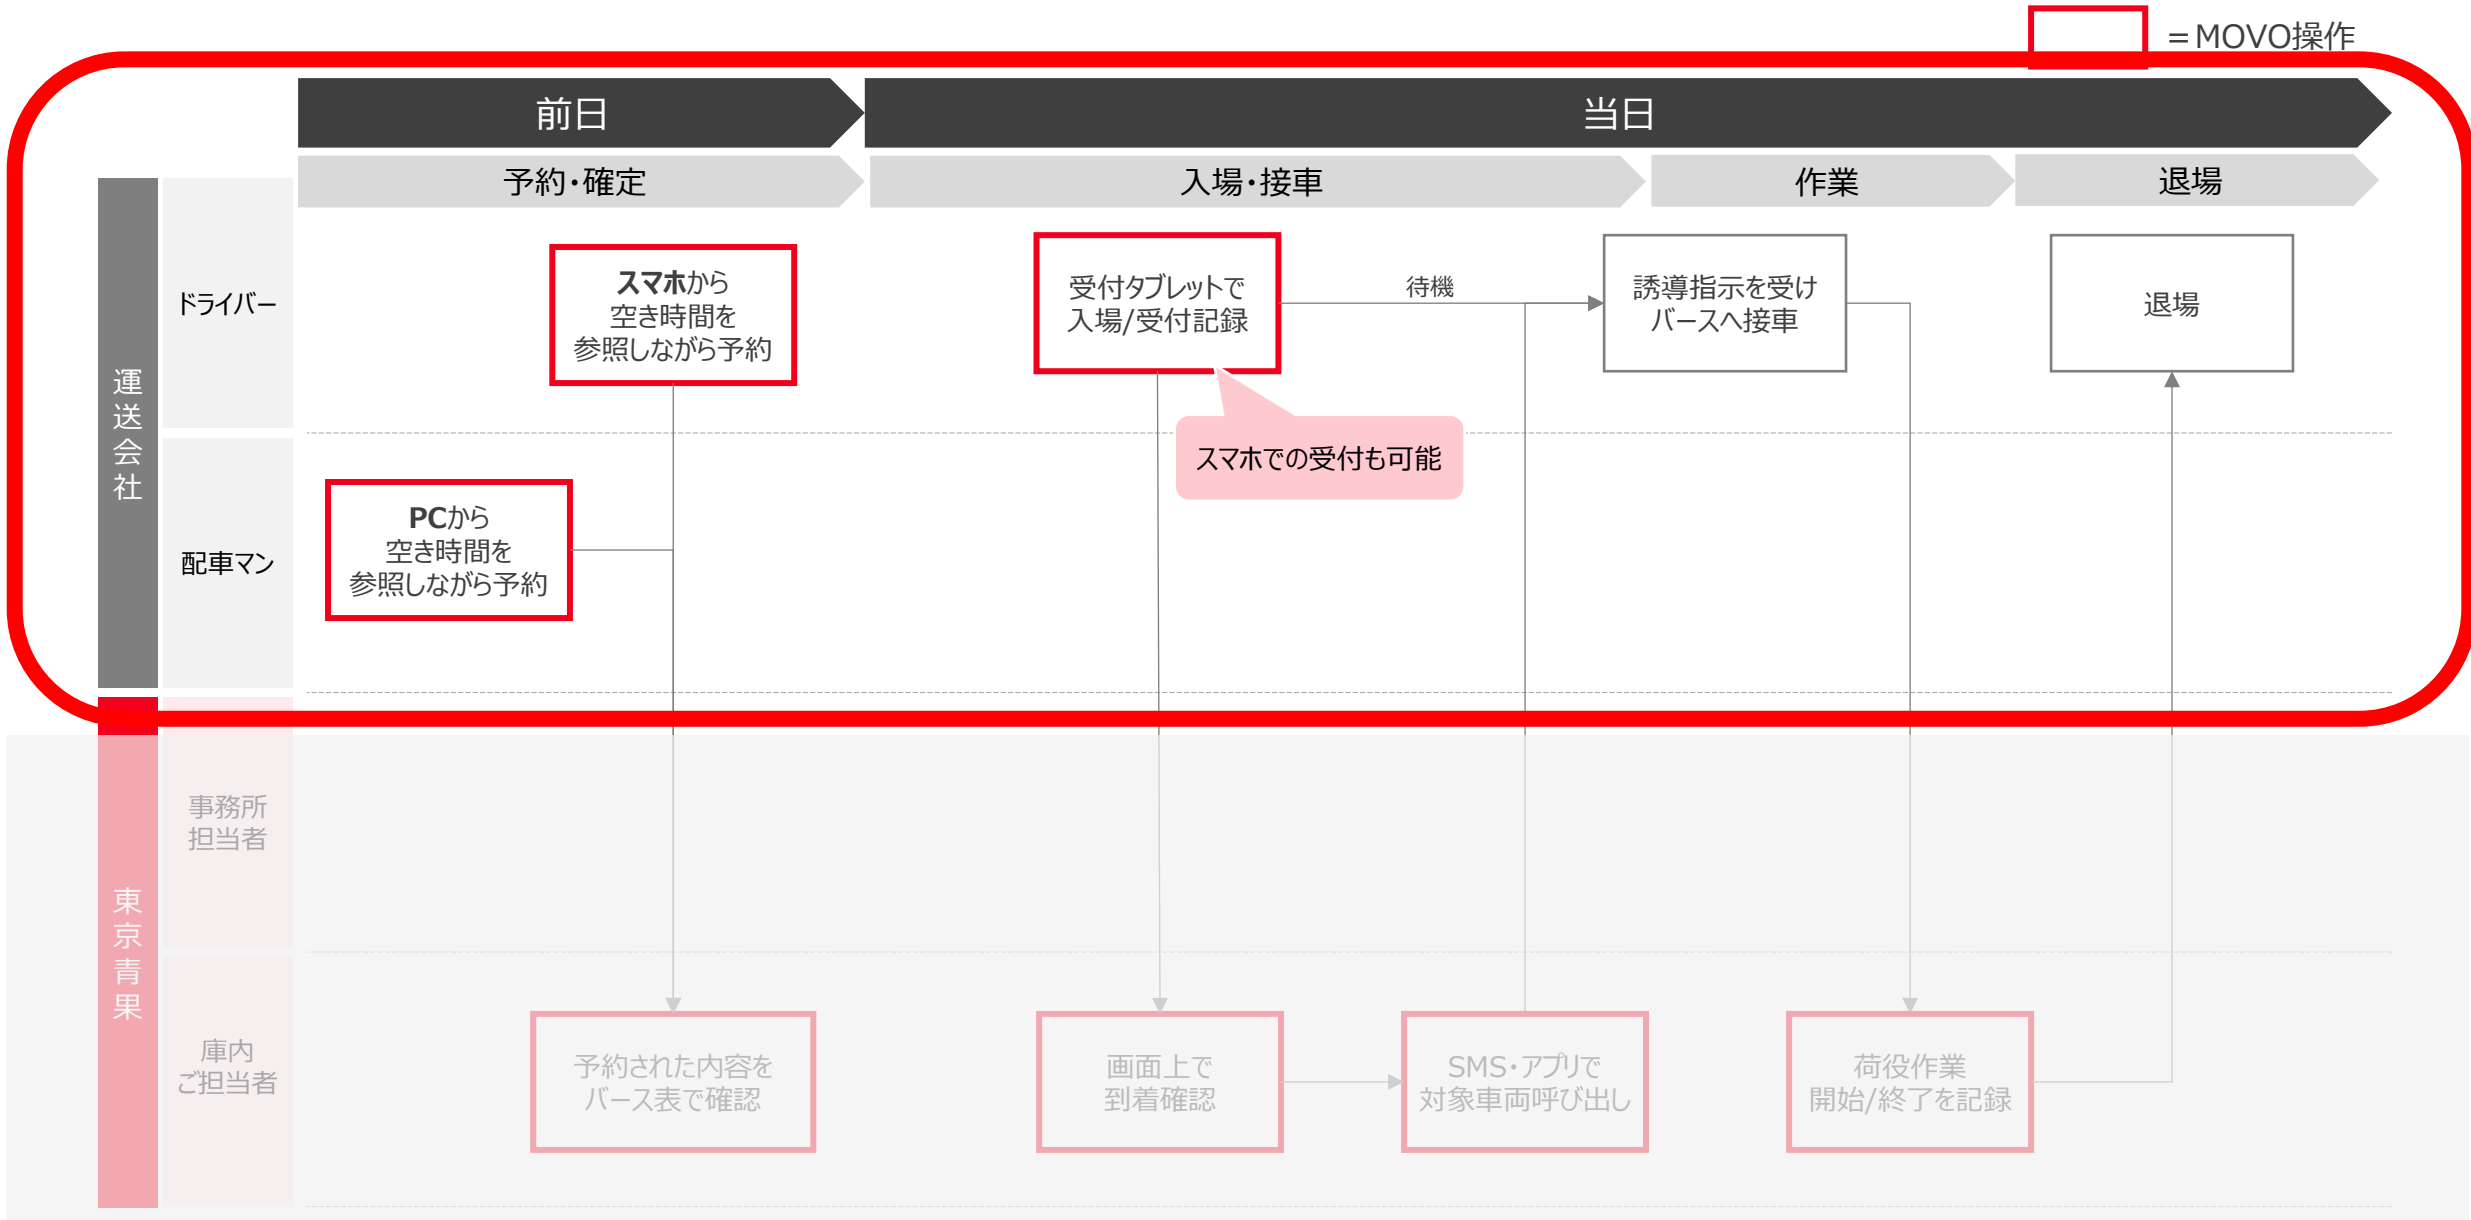 ＝MOVO操作
前日
当日
予約・確定
入場・接車
作業
退場
運送会社
ドライバー
スマホから
空き時間を
参照しながら予約
受付タブレットで
入場/受付記録
待機
誘導指示を受け
バースへ接車
退場
スマホでの受付も可能
配車マン
PCから
空き時間を
参照しながら予約
東京青果
事務所
担当者
庫内
ご担当者
予約された内容を
バース表で確認
画面上で
到着確認
SMS・アプリで
対象車両呼び出し
荷役作業
開始/終了を記録